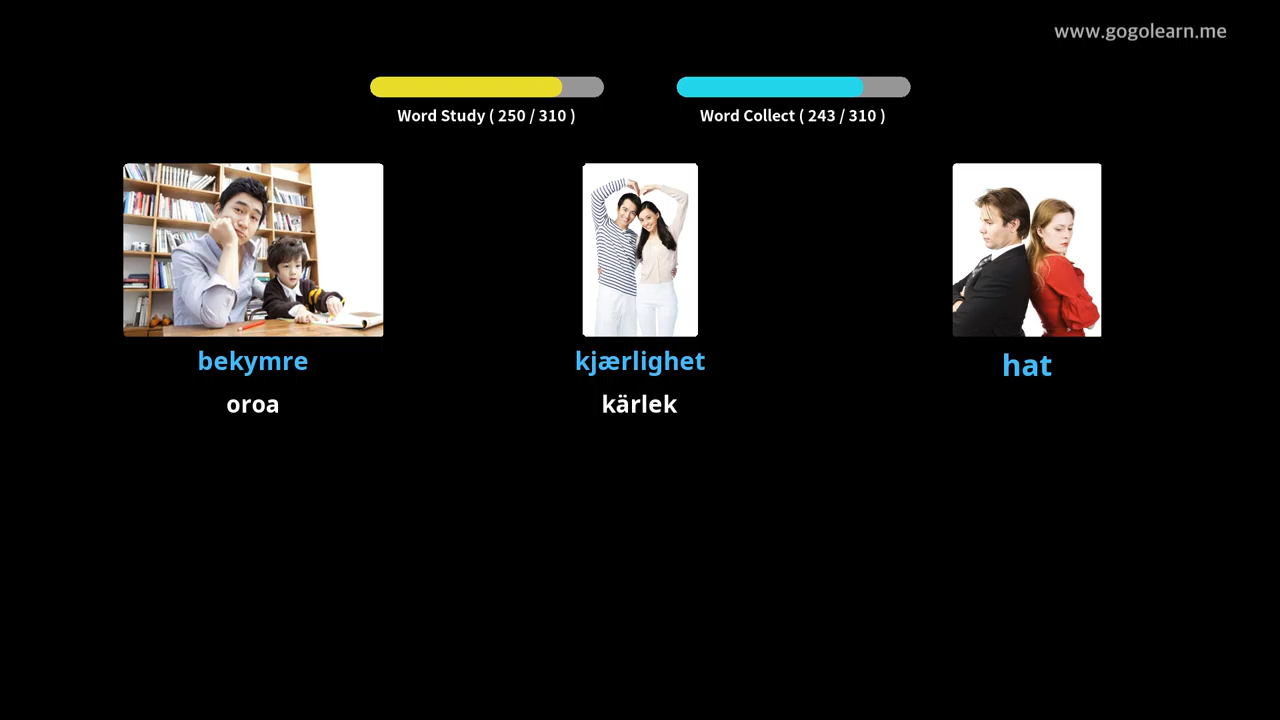 www.gogolearn.me
Word Study ( 250 / 310 )
Word Collect ( 243 / 310 )
bekymre
oroa
kjærlighet
kärlek
hat